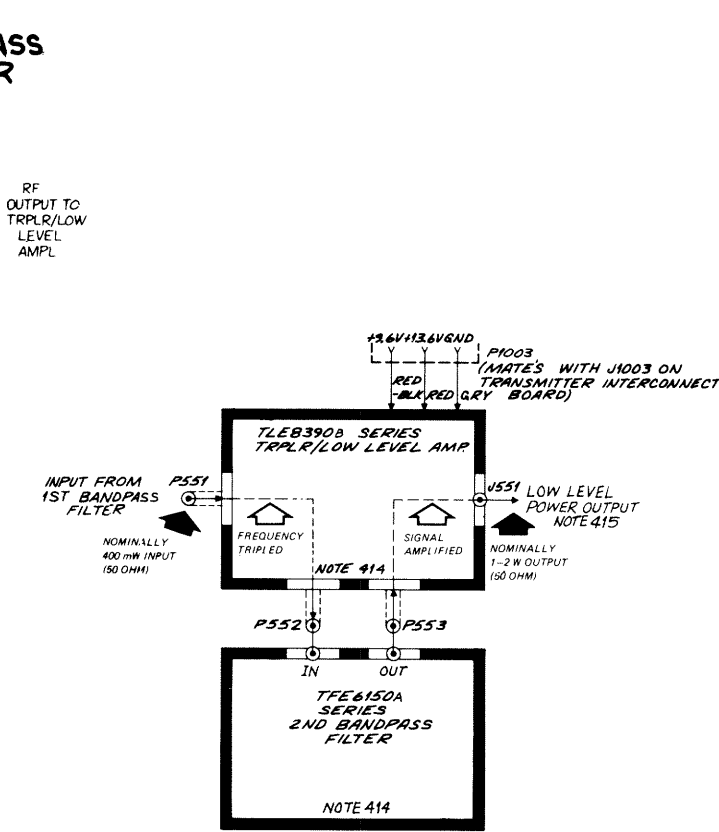 ASS
R
RF
OUTPUT TO
TRPLR/LOW
LEVEL
AMPL
+9.6V +13.6V GND
P1003
(MATES WITH J1003 ON
TRANSMITTER INTERCONNECT
BOARD)
RED
-BLK RED GRY
TLE8390B SERIES
TRPLR/LOW LEVEL AMP.
INPUT FROM
1ST BANDPASS
FILTER
P551
NOMINALLY
400 mW INPUT
(50 OHM)
FREQUENCY
TRIPLED
SIGNAL
AMPLIFIED
J551
LOW LEVEL
POWER OUTPUT
NOTE 415
NOMINALLY
1-2 W OUTPUT
(50 OHM)
NOTE 414
P552
P553
IN
OUT
TFE6150A
SERIES
2ND BANDPASS
FILTER
NOTE 414